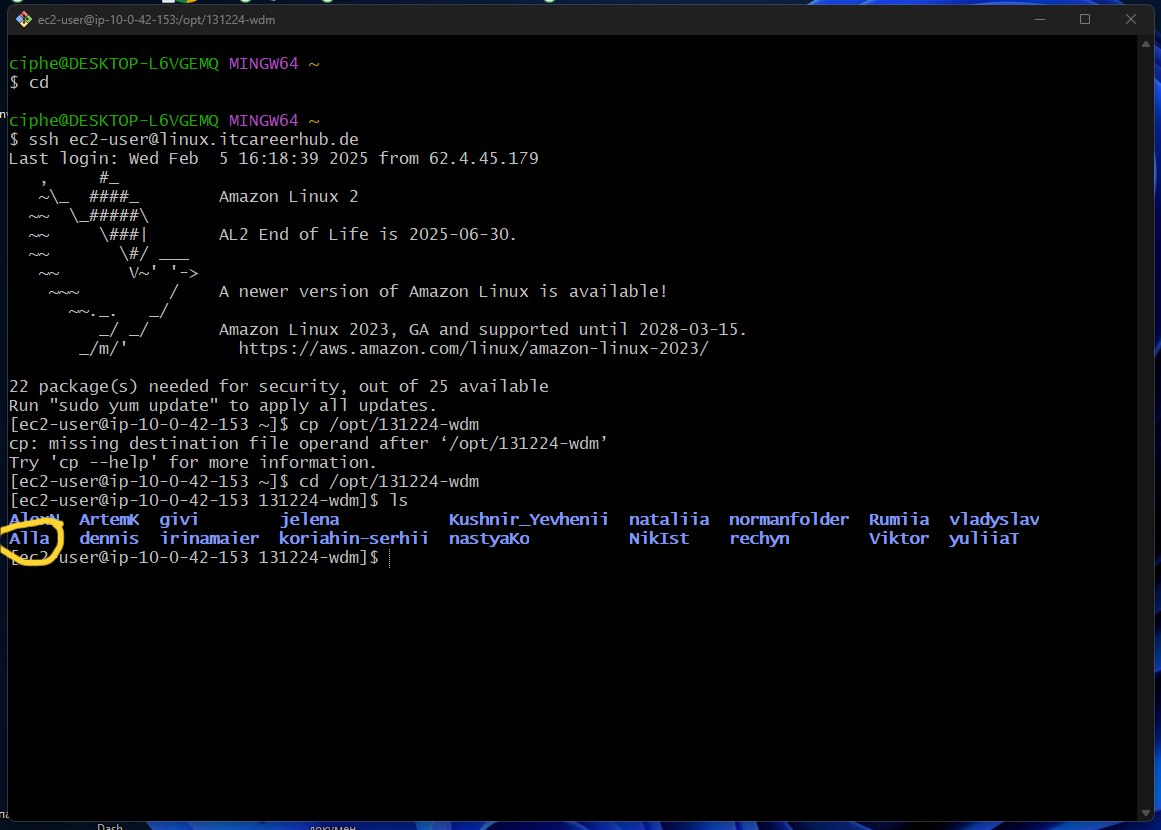 ec2-user@ip-10-0-42-153:/opt/131224-wdm
ciphe@DESKTOP-L6VGEMQ MINGW64 ~
$ cd
ciphe@DESKTOP-L6VGEMQ MINGW64 ~
$ ssh ec2-user@linux.itcareerhub.de
Last login: Wed Feb  5 16:18:39 2025 from 62.4.45.179
   ,     #_
   ~\_  ####_        Amazon Linux 2
  ~~  \_#####\
  ~~     \###|       AL2 End of Life is 2025-06-30.
  ~~       \#/ ___
   ~~       V~' '->
    ~~~         /    A newer version of Amazon Linux is available!
      ~~._.   _/
         _/ _/       Amazon Linux 2023, GA and supported until 2028-03-15.
       _/m/'           https://aws.amazon.com/linux/amazon-linux-2023/
22 package(s) needed for security, out of 25 available
Run "sudo yum update" to apply all updates.
[ec2-user@ip-10-0-42-153 ~]$ cp /opt/131224-wdm
cp: missing destination file operand after ‘/opt/131224-wdm’
Try 'cp --help' for more information.
[ec2-user@ip-10-0-42-153 ~]$ cd /opt/131224-wdm
[ec2-user@ip-10-0-42-153 131224-wdm]$ ls
AlexN  ArtemK  givi        jelena           Kushnir_Yevhenii  nataliia  normanfolder  Rumiia  vladyslav
Alla   dennis  irinamaier  koriahin-serhii  nastyaKo          NikIst    rechyn        Viktor  yuliiaT
[ec2-user@ip-10-0-42-153 131224-wdm]$
Dash